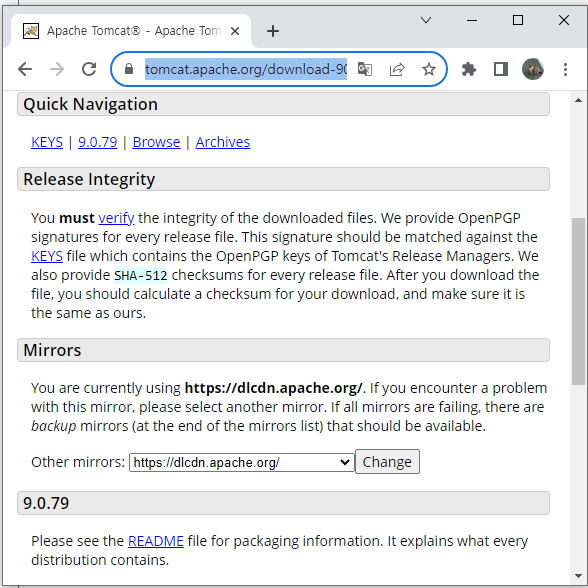 Apache Tomcat® - Apache Tom
tomcat.apache.org/download-90
Quick Navigation
KEYS | 9.0.79 | Browse | Archives
Release Integrity
You must verify the integrity of the downloaded files. We provide OpenPGP
signatures for every release file. This signature should be matched against the
KEYS file which contains the OpenPGP keys of Tomcat's Release Managers. We
also provide SHA-512 checksums for every release file. After you download the
file, you should calculate a checksum for your download, and make sure it is
the same as ours.
Mirrors
You are currently using https://dlcdn.apache.org/. If you encounter a problem
with this mirror, please select another mirror. If all mirrors are failing, there are
backup mirrors (at the end of the mirrors list) that should be available.
Other mirrors: https://dlcdn.apache.org/ Change
9.0.79
Please see the README file for packaging information. It explains what every
distribution contains.